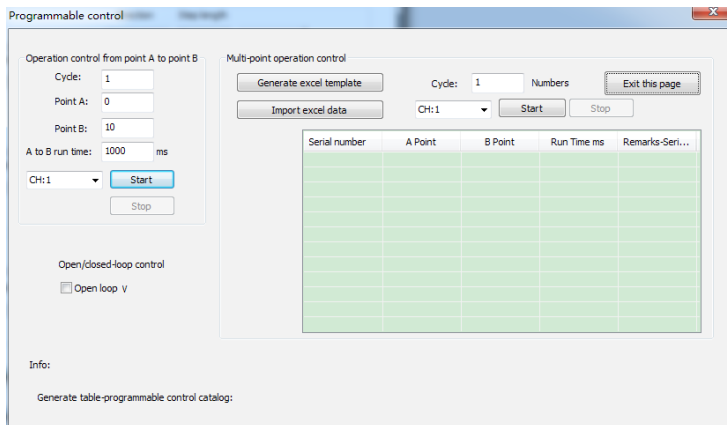 Programmable control
Operation control from point A to point B
Cycle: 1
Point A: 0
Point B: 10
A to B run time: 1000 ms
CH:1 Start
Stop
Open/closed-loop control
Open loop V
Multi-point operation control
Generate excel template Cycle: 1 Numbers Exit this page
Import excel data CH:1 Start Stop
Serial number A Point B Point Run Time ms Remarks-Seri...
Info:
Generate table-programmable control catalog: